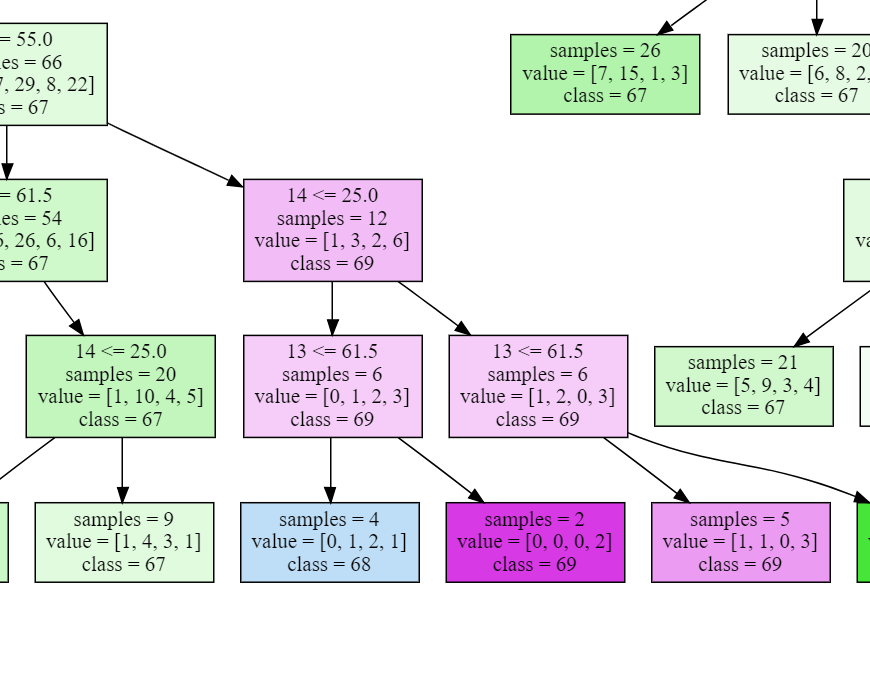 = 55.0
es = 66
, 29, 8, 22]
s = 67
samples = 26
value = [7, 15, 1, 3]
class = 67
samples = 20
value = [6, 8, 2,
class = 67
= 61.5
es = 54
, 26, 6, 16]
s = 67
14 <= 25.0
samples = 12
value = [1, 3, 2, 6]
class = 69
va
14 <= 25.0
samples = 20
value = [1, 10, 4, 5]
class = 67
13 <= 61.5
samples = 6
value = [0, 1, 2, 3]
class = 69
13 <= 61.5
samples = 6
value = [1, 2, 0, 3]
class = 69
samples = 21
value = [5, 9, 3, 4]
class = 67
samples = 9
value = [1, 4, 3, 1]
class = 67
samples = 4
value = [0, 1, 2, 1]
class = 68
samples = 2
value = [0, 0, 0, 2]
class = 69
samples = 5
value = [1, 1, 0, 3]
class = 69